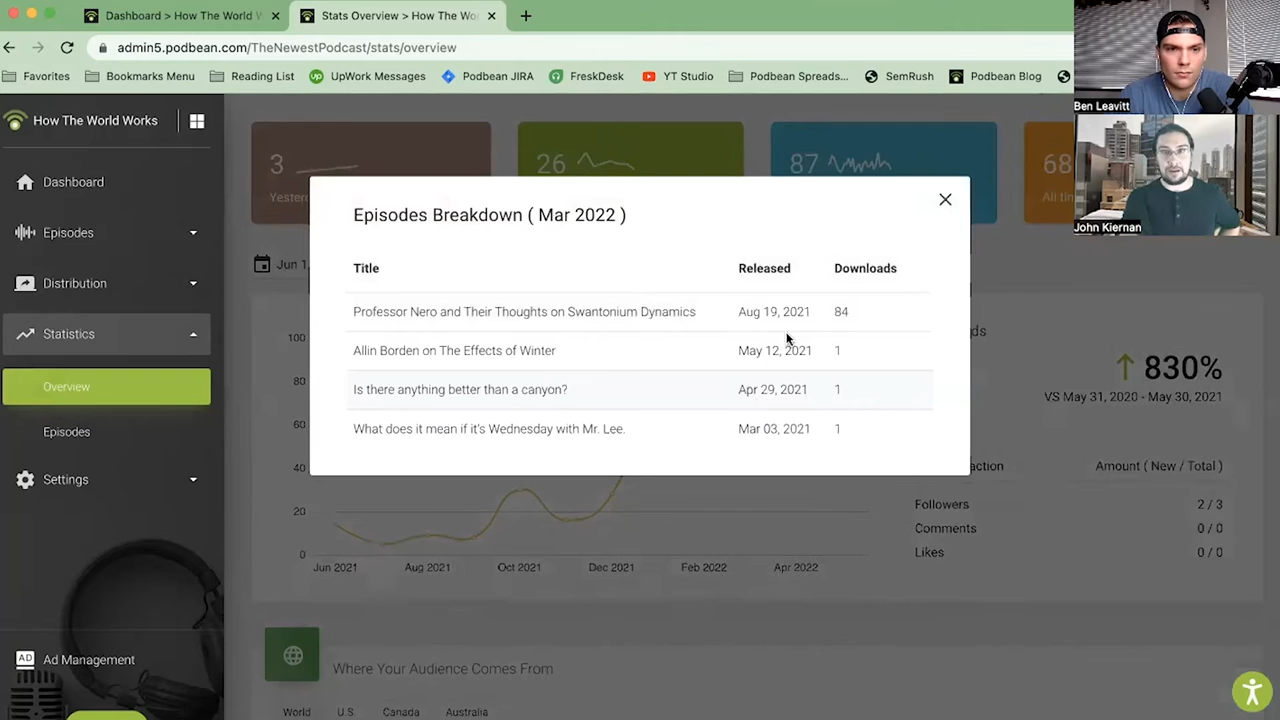 Dashboard > How The World W
Stats Overview > How The Wo
admin5.podbean.com/TheNewestPodcast/stats/overview
Favorites
Bookmarks Menu
Reading List
UpWork Messages
Podbean JIRA
FreskDesk
YT Studio
Podbean Spreads...
SemRush
Podbean Blog
Ben Leavitt
John Kiernan
How The World Works
Dashboard
Episodes
Distribution
Statistics
Overview
Episodes
Settings
AD Ad Management
3
26
87
68
Yester
All tim
Jun 1
Episodes Breakdown ( Mar 2022 )
Title Released Downloads
Professor Nero and Their Thoughts on Swantonium Dynamics Aug 19, 2021 84
Allin Borden on The Effects of Winter May 12, 2021 1
Is there anything better than a canyon? Apr 29, 2021 1
What does it mean if it's Wednesday with Mr. Lee. Mar 03, 2021 1
100
80
60
40
20
0
Jun 2021 Aug 2021 Oct 2021 Dec 2021 Feb 2022 Apr 2022
ds
830%
VS May 31, 2020 - May 30, 2021
action Amount ( New / Total )
Followers 2 / 3
Comments 0 / 0
Likes 0 / 0
Where Your Audience Comes From
World U.S. Canada Australia